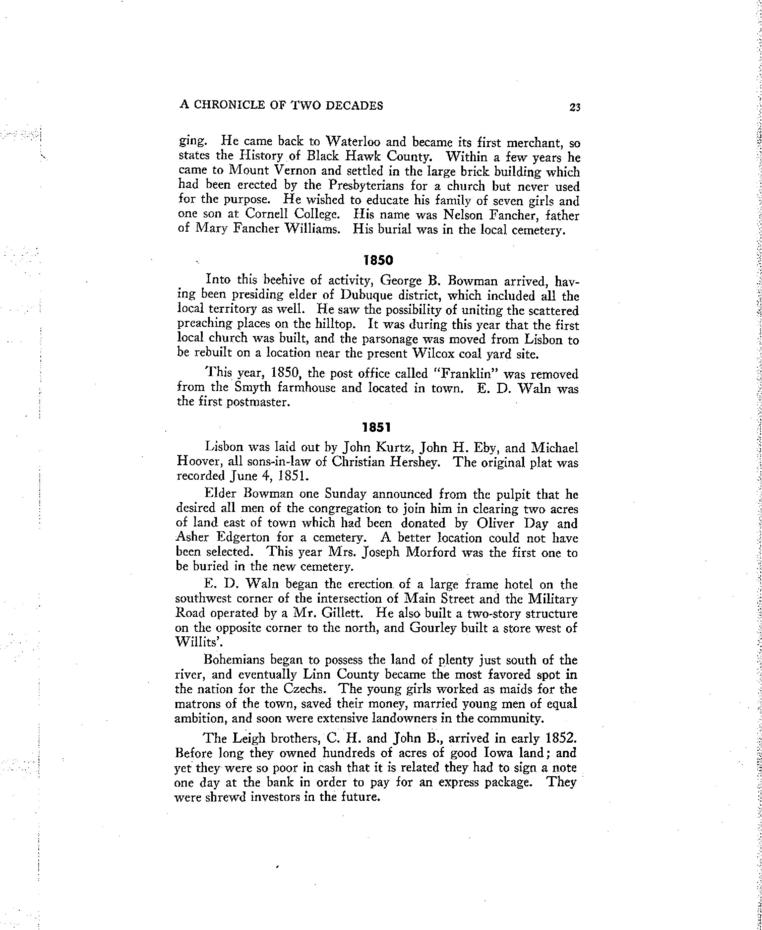 A CHRONICLE OF TWO DECADES 23
ging. He came back to Waterloo and became its first merchant, so
states the History of Black Hawk County. Within a few years he
came to Mount Vernon and settled in the large brick building which
had been erected by the Presbyterians for a church but never used
for the purpose. He wished to educate his family of seven girls and
one son at Cornell College. His name was Nelson Fancher, father
of Mary Fancher Williams. His burial was in the local cemetery.
1850
Into this beehive of activity, George B. Bowman arrived, hav-
ing been presiding elder of Dubuque district, which included all the
local territory as well. He saw the possibility of uniting the scattered
preaching places on the hilltop. It was during this year that the first
local church was built, and the parsonage was moved from Lisbon to
be rebuilt on a location near the present Wilcox coal yard site.
This year, 1850, the post office called "Franklin" was removed
from the Smyth farmhouse and located in town. E. D. Waln was
the first postmaster.
1851
Lisbon was laid out by John Kurtz, John H. Eby, and Michael
Hoover, all sons-in-law of Christian Hershey. The original plat was
recorded June 4, 1851.
Elder Bowman one Sunday announced from the pulpit that he
desired all men of the congregation to join him in clearing two acres
of land east of town which had been donated by Oliver Day and
Asher Edgerton for a cemetery. A better location could not have
been selected. This year Mrs. Joseph Morford was the first one to
be buried in the new cemetery.
E. D. Waln began the erection of a large frame hotel on the
southwest corner of the intersection of Main Street and the Military
Road operated by a Mr. Gillett. He also built a two-story structure
on the opposite corner to the north, and Gourley built a store west of
Willits'.
Bohemians began to possess the land of plenty just south of the
river, and eventually Linn County became the most favored spot in
the nation for the Czechs. The young girls worked as maids for the
matrons of the town, saved their money, married young men of equal
ambition, and soon were extensive landowners in the community.
The Leigh brothers, C. H. and John B., arrived in early 1852.
Before long they owned hundreds of acres of good Iowa land; and
yet they were so poor in cash that it is related they had to sign a note
one day at the bank in order to pay for an express package. They
were shrewd investors in the future.